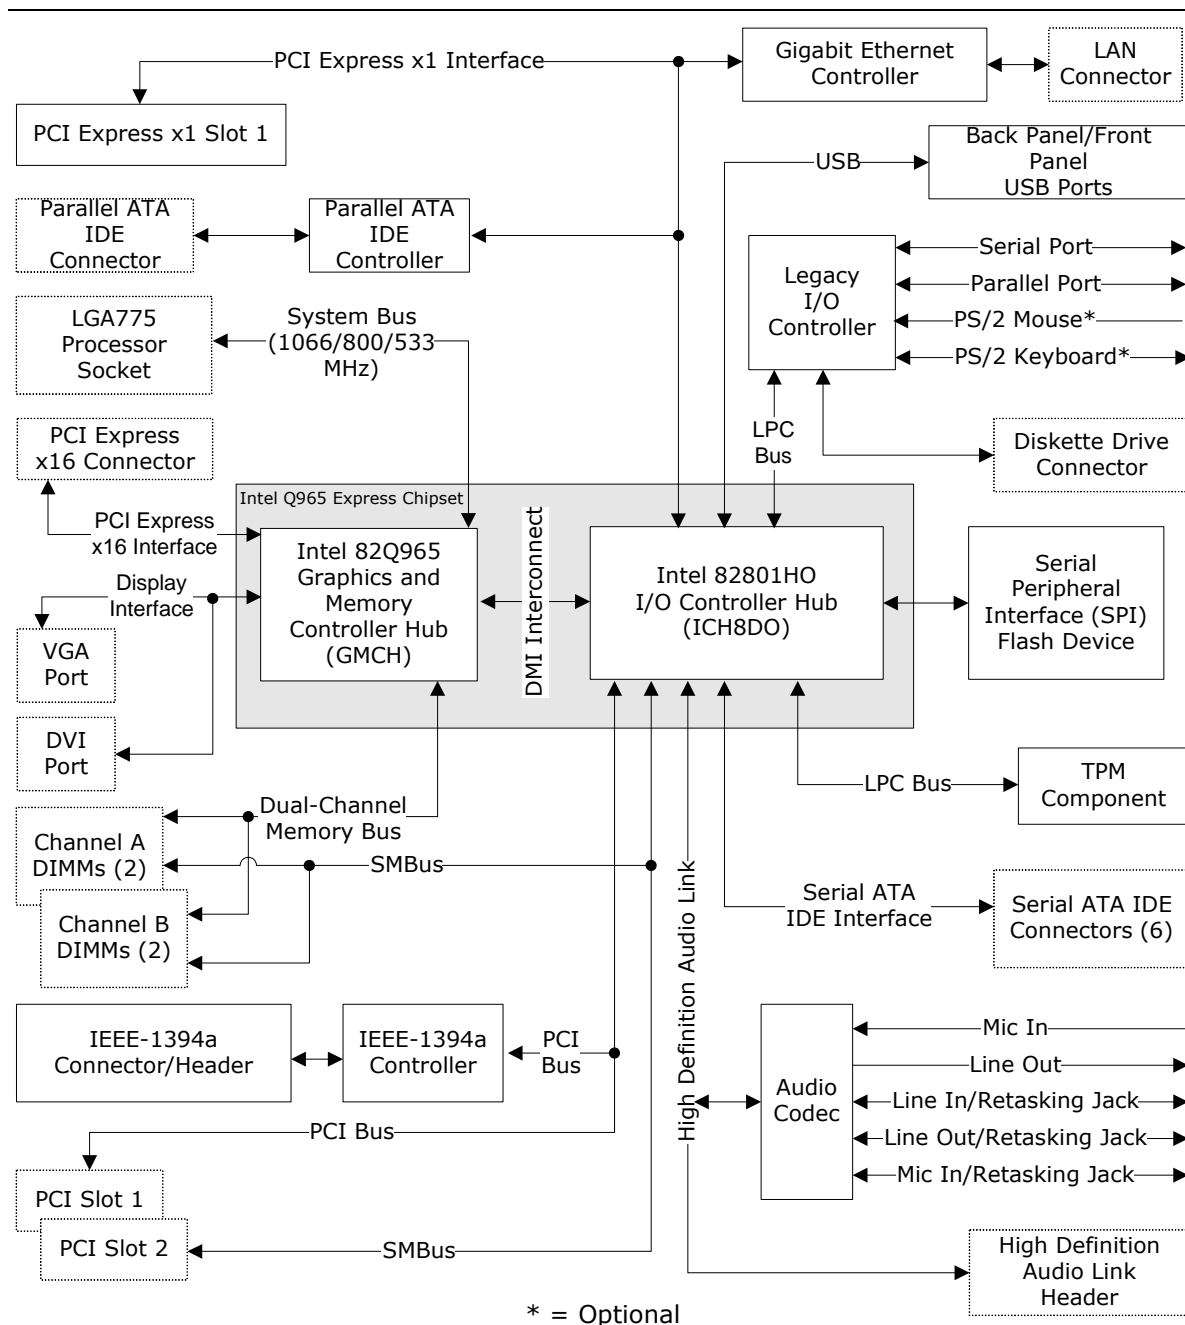 PCI Express x1 Interface
Gigabit Ethernet
Controller
LAN
Connector
PCI Express x1 Slot 1
USB
Back Panel/Front
Panel
USB Ports
Parallel ATA
IDE
Connector
Parallel ATA
IDE
Controller
Legacy
I/O
Controller
Serial Port
Parallel Port
PS/2 Mouse*
PS/2 Keyboard*
LGA775
Processor
Socket
System Bus
(1066/800/533
MHz)
PCI Express
x16 Connector
LPC
Bus
Diskette Drive
Connector
Intel Q965 Express Chipset
PCI Express
x16 Interface
Intel 82Q965
Graphics and
Memory
Controller Hub
(GMCH)
DMI Interconnect
Intel 82801HO
I/O Controller Hub
(ICH8DO)
Serial
Peripheral
Interface (SPI)
Flash Device
Display
Interface
VGA
Port
DVI
Port
LPC Bus
TPM
Component
Dual-Channel
Memory Bus
Channel A
DIMMs (2)
SMBus
Channel B
DIMMs (2)
High Definition Audio Link
Serial ATA
IDE Interface
Serial ATA IDE
Connectors (6)
IEEE-1394a
Connector/Header
IEEE-1394a
Controller
PCI
Bus
Audio
Codec
Mic In
Line Out
Line In/Retasking Jack
Line Out/Retasking Jack
Mic In/Retasking Jack
PCI Bus
PCI Slot 1
PCI Slot 2
SMBus
High Definition
Audio Link
Header
* = Optional